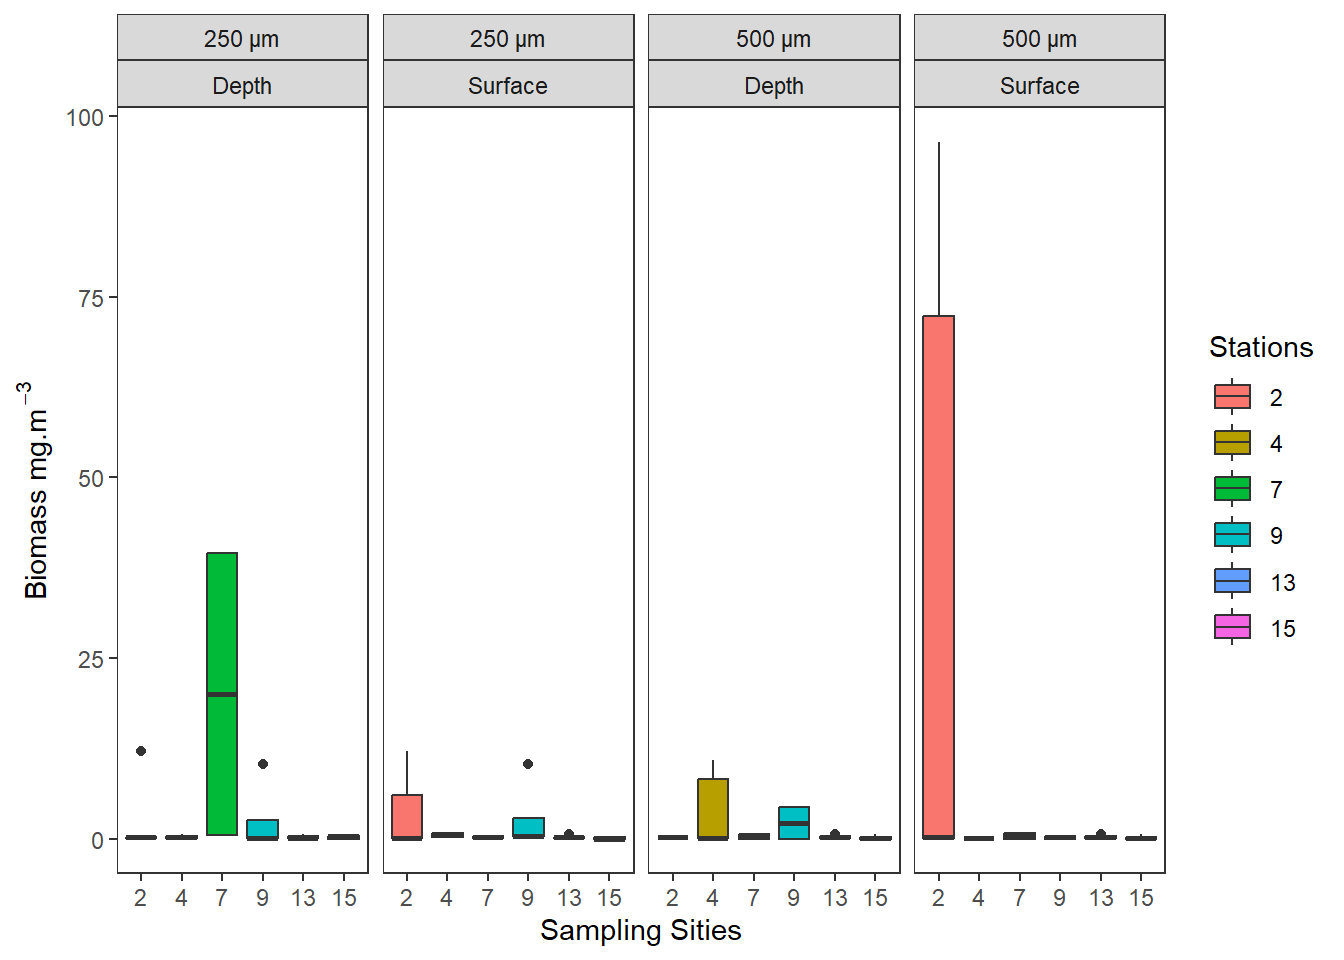 250 µm 250 µm 500 µm 500 µm
Depth Surface Depth Surface
100
75
50
25
0
Biomass mg.m⁻³
2 4 7 9 13 15 2 4 7 9 13 15 2 4 7 9 13 15 2 4 7 9 13 15
Sampling Sities
Stations
2
4
7
9
13
15